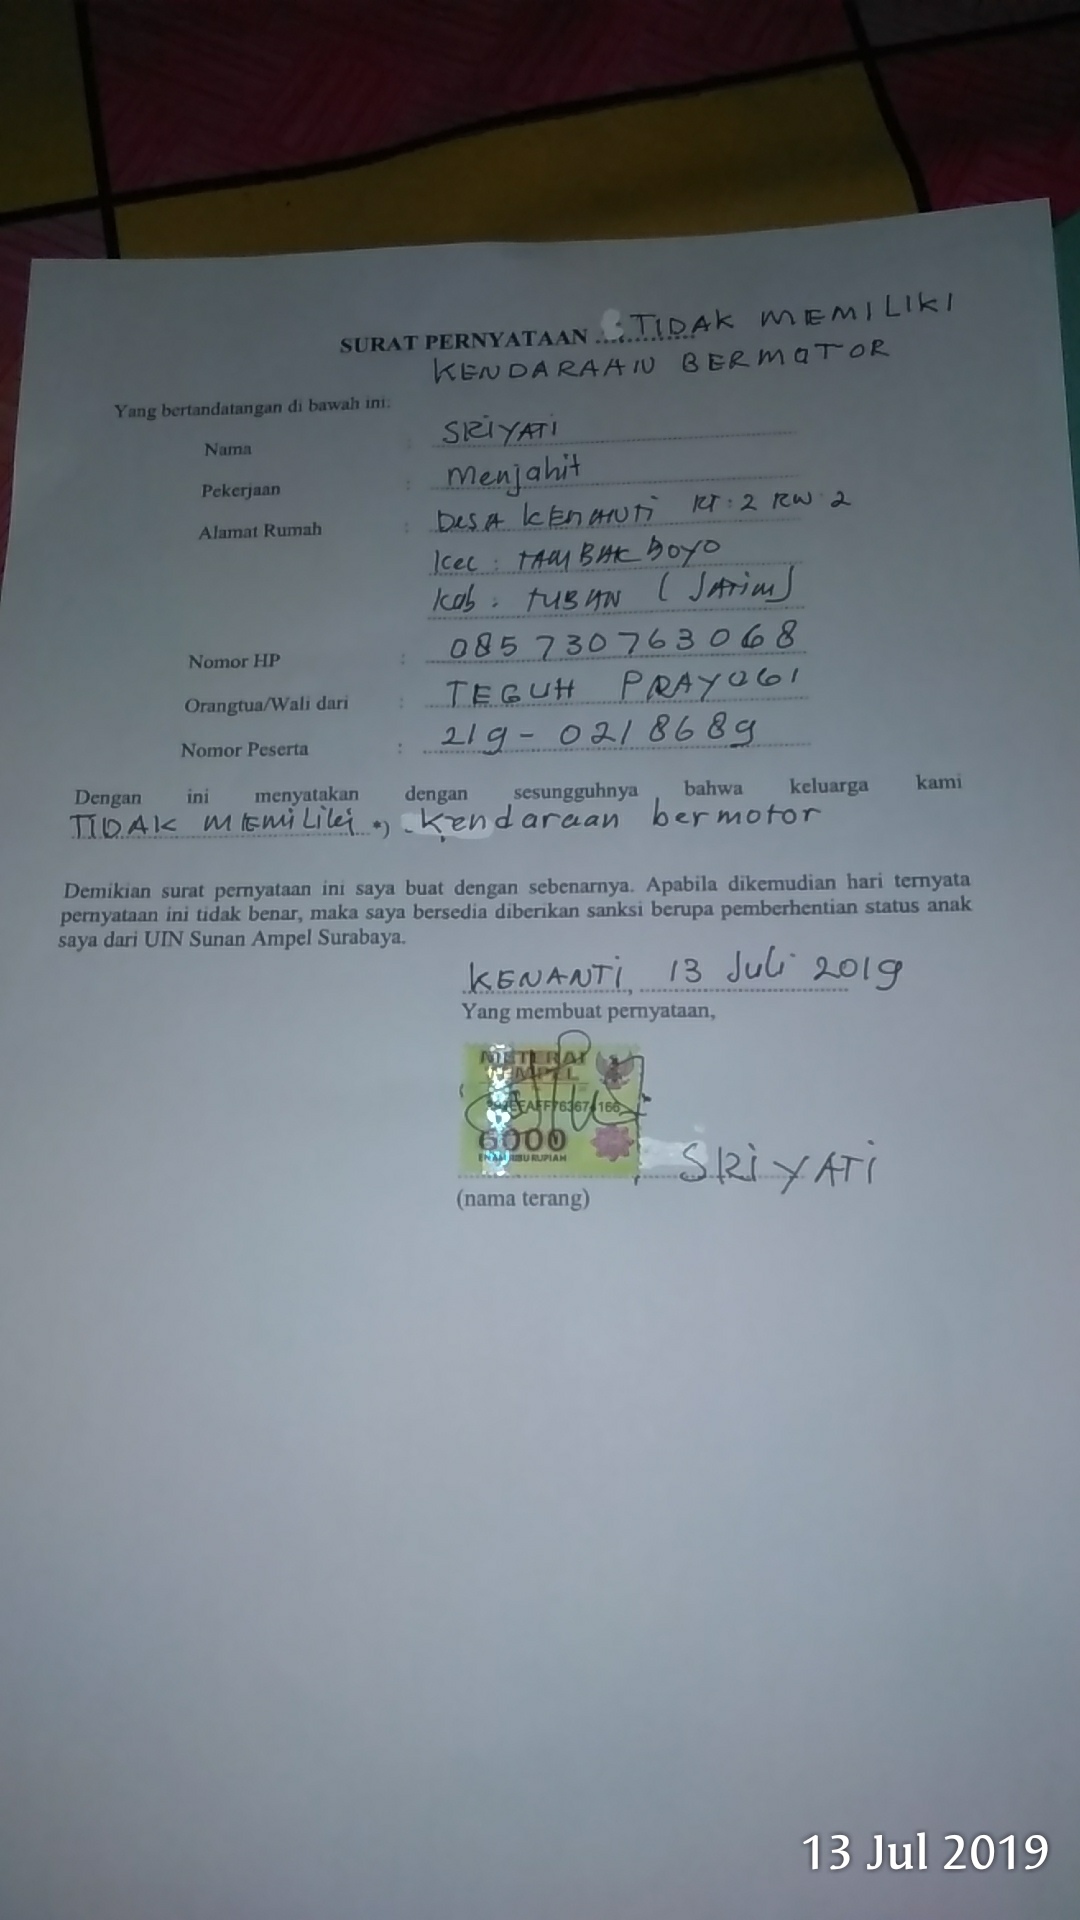 SURAT PERNYATAAN ..:TIDAK MEMILIKI
KENDARAAN BERMOTOR
Yang bertandatangan di bawah ini:
Nama : SRIYATI
Pekerjaan : Menjahit
Alamat Rumah : DESA KENANTI RT : 2 RW 2
Kec : TAMBAK BOYO
Kab : TUBAN ( JATIM )
Nomor HP : 085730763068
Orangtua/Wali dari : TEGUH PRAYOGI
Nomor Peserta : 219-0218689
Dengan ini menyatakan dengan sesungguhnya bahwa keluarga kami
TIDAK MEMILIKI *) Kendaraan bermotor
Demikian surat pernyataan ini saya buat dengan sebenarnya. Apabila dikemudian hari ternyata
pernyataan ini tidak benar, maka saya bersedia diberikan sanksi berupa pemberhentian status anak
saya dari UIN Sunan Ampel Surabaya.
KENANTI, 13 Juli 2019
Yang membuat pernyataan,
METERAI
TEMPEL
6000
ENAM RIBU RUPIAH
SRIYATI
(nama terang)
13 Jul 2019